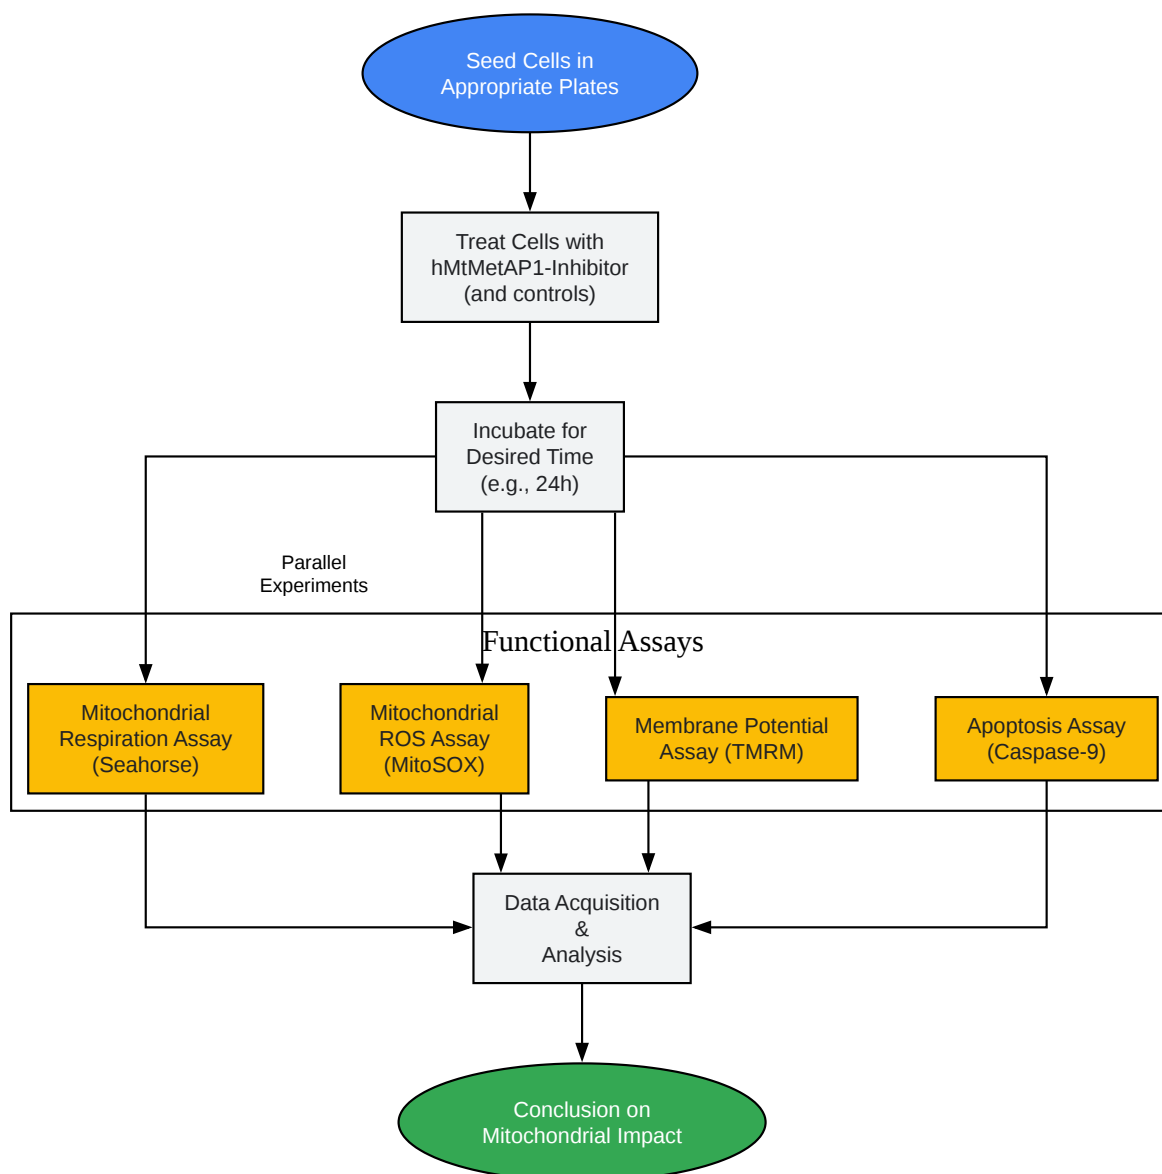 Seed Cells in
Appropriate Plates
Treat Cells with
hMtMetAP1-Inhibitor
(and controls)
Incubate for
Desired Time
(e.g., 24h)
Parallel
Experiments
Functional Assays
Mitochondrial
Respiration Assay
(Seahorse)
Mitochondrial
ROS Assay
(MitoSOX)
Membrane Potential
Assay (TMRM)
Apoptosis Assay
(Caspase-9)
Data Acquisition
&
Analysis
Conclusion on
Mitochondrial Impact